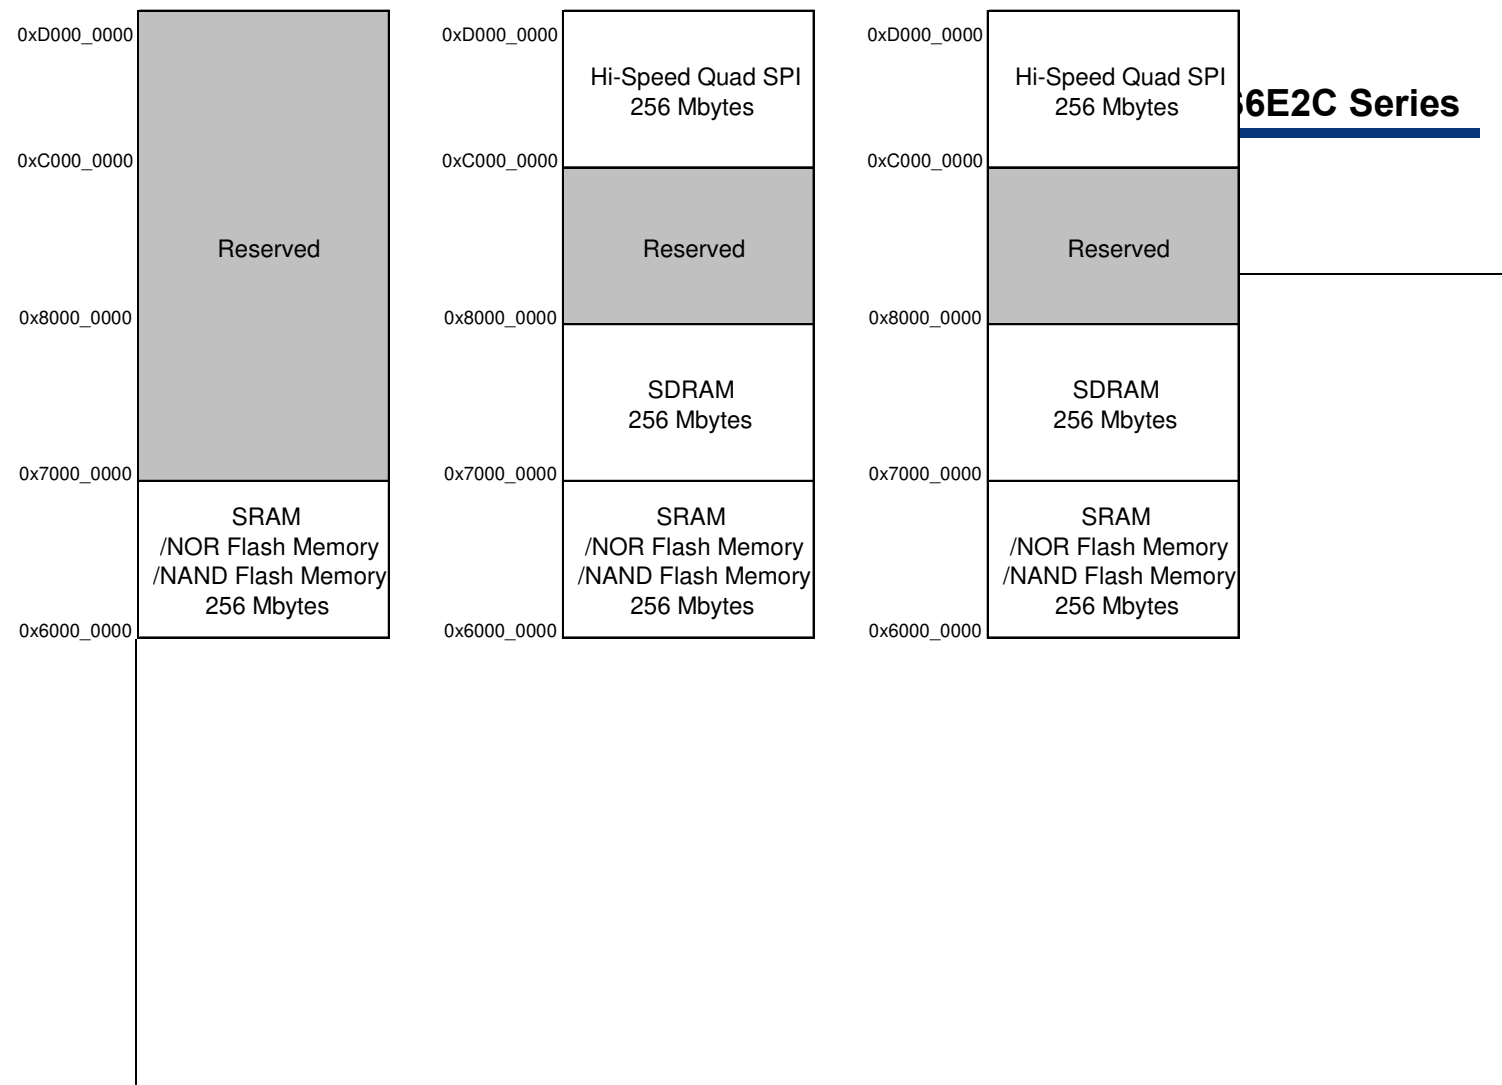 0xD000_0000
0xC000_0000
Reserved
0x8000_0000
0x7000_0000
SRAM
/NOR Flash Memory
/NAND Flash Memory
256 Mbytes
0x6000_0000
0xD000_0000
Hi-Speed Quad SPI
256 Mbytes
0xC000_0000
Reserved
0x8000_0000
SDRAM
256 Mbytes
0x7000_0000
SRAM
/NOR Flash Memory
/NAND Flash Memory
256 Mbytes
0x6000_0000
0xD000_0000
Hi-Speed Quad SPI
256 Mbytes
0xC000_0000
Reserved
0x8000_0000
SDRAM
256 Mbytes
0x7000_0000
SRAM
/NOR Flash Memory
/NAND Flash Memory
256 Mbytes
0x6000_0000
Series